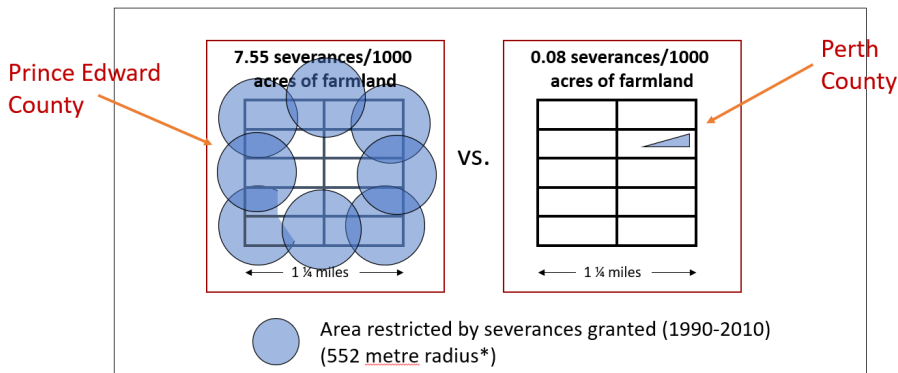 Prince Edward
County
7.55 severances/1000
acres of farmland
1 ¼ miles
vs.
0.08 severances/1000
acres of farmland
1 ¼ miles
Perth
County
Area restricted by severances granted (1990-2010)
(552 metre radius*)